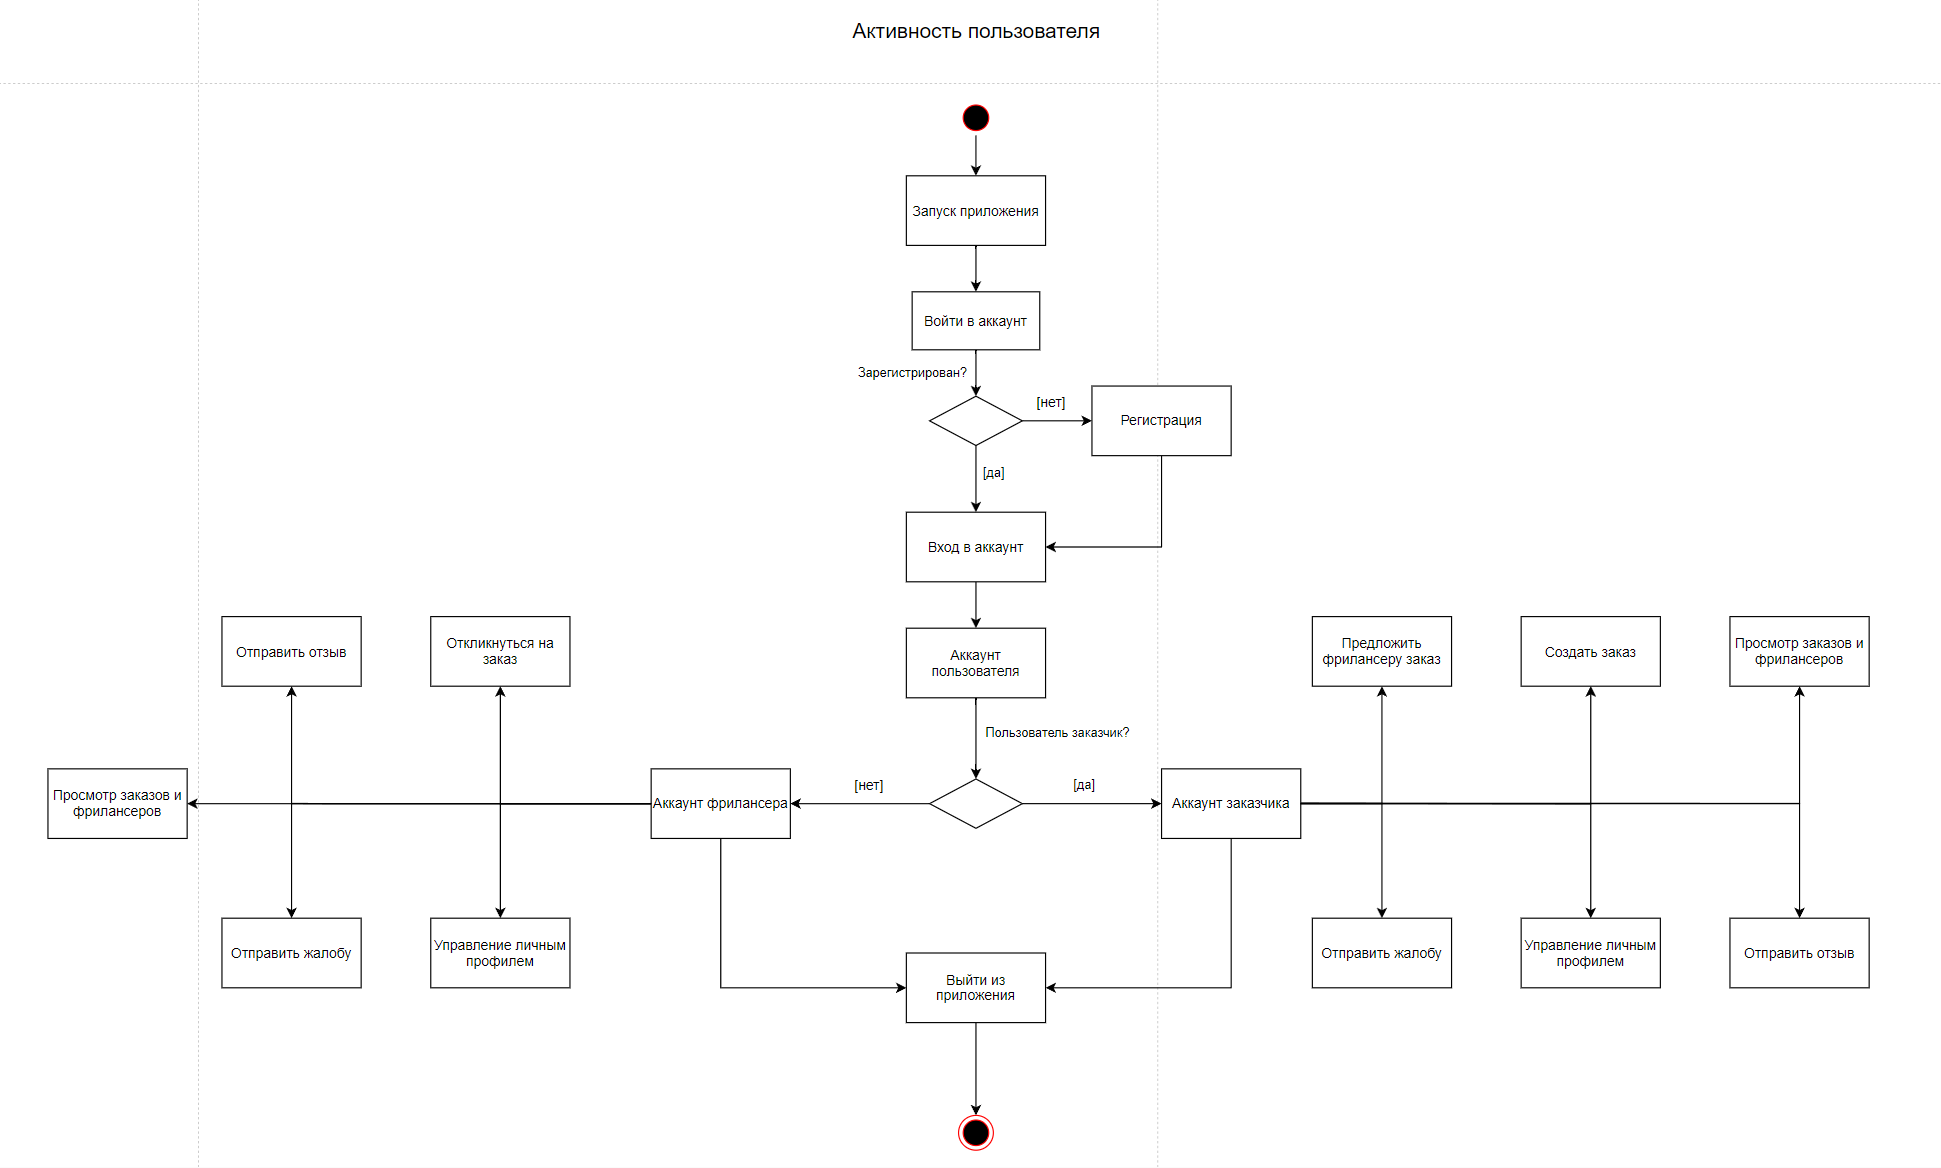 Активность пользователя
Запуск приложения
Войти в аккаунт
Зарегистрирован?
[нет]
Регистрация
[да]
Вход в аккаунт
Отправить отзыв
Откликнуться на
заказ
Аккаунт
пользователя
Предложить
фрилансеру заказ
Создать заказ
Просмотр заказов и
фрилансеров
Пользователь заказчик?
[нет]
[да]
Просмотр заказов и
фрилансеров
Аккаунт фрилансера
Аккаунт заказчика
Отправить жалобу
Управление личным
профилем
Выйти из
приложения
Отправить жалобу
Управление личным
профилем
Отправить отзыв